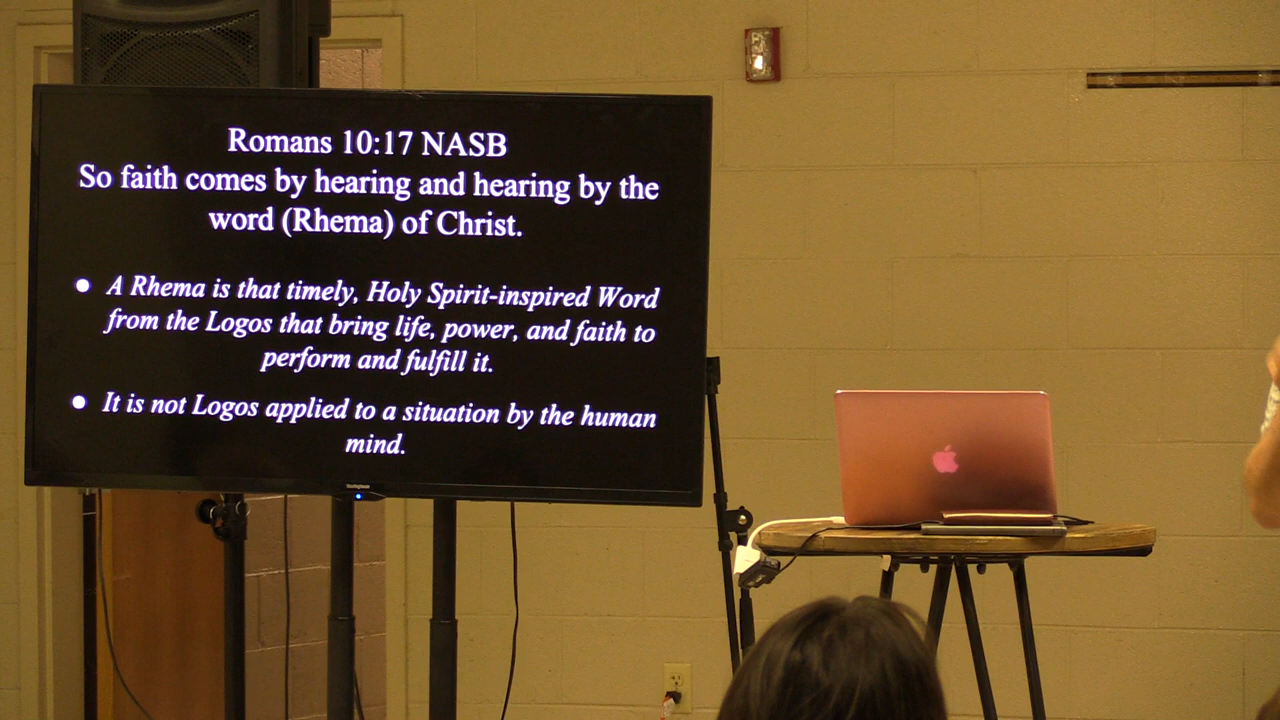 Romans 10:17 NASB
So faith comes by hearing and hearing by the
word (Rhema) of Christ.
● A Rhema is that timely, Holy Spirit-inspired Word
from the Logos that bring life, power, and faith to
perform and fulfill it.
● It is not Logos applied to a situation by the human
mind.
Westinghouse